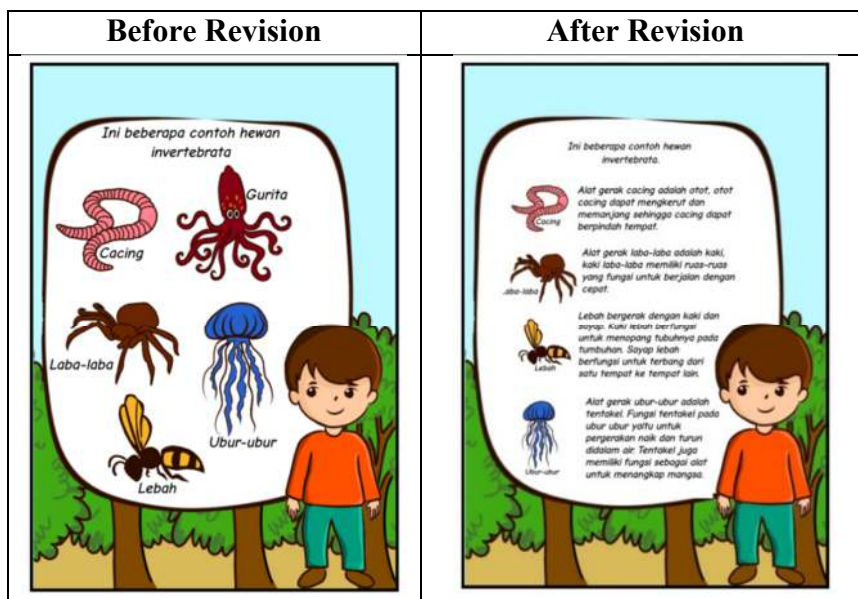 Before Revision
After Revision
Ini beberapa contoh hewan
invertebrata
Gurita
Cacing
Laba-laba
Ubur-ubur
Lebah
Ini beberapa contoh hewan
invertebrata.
Alat gerak cacing adalah otot, otot
cacing dapat mengkerut dan
memanjang sehingga cacing dapat
berpindah tempat.
Cacing
Alat gerak laba-laba adalah kaki,
kaki laba-laba memiliki ruas-ruas
yang fungsi untuk berjalan dengan
cepat.
aba-laba
Lebah bergerak dengan kaki dan
sayap. Kaki lebah berfungsi
untuk menopang tubuhnya pada
tumbuhan. Sayap lebah
berfungsi untuk terbang dari
satu tempat ke tempat lain.
Lebah
Alat gerak ubur-ubur adalah
tentakel. Fungsi tentakel pada
ubur ubur yaitu untuk
pergerakan naik dan turun
didalam air. Tentakel juga
memiliki fungsi sebagai alat
untuk menangkap mangsa.
Ubur-ubur